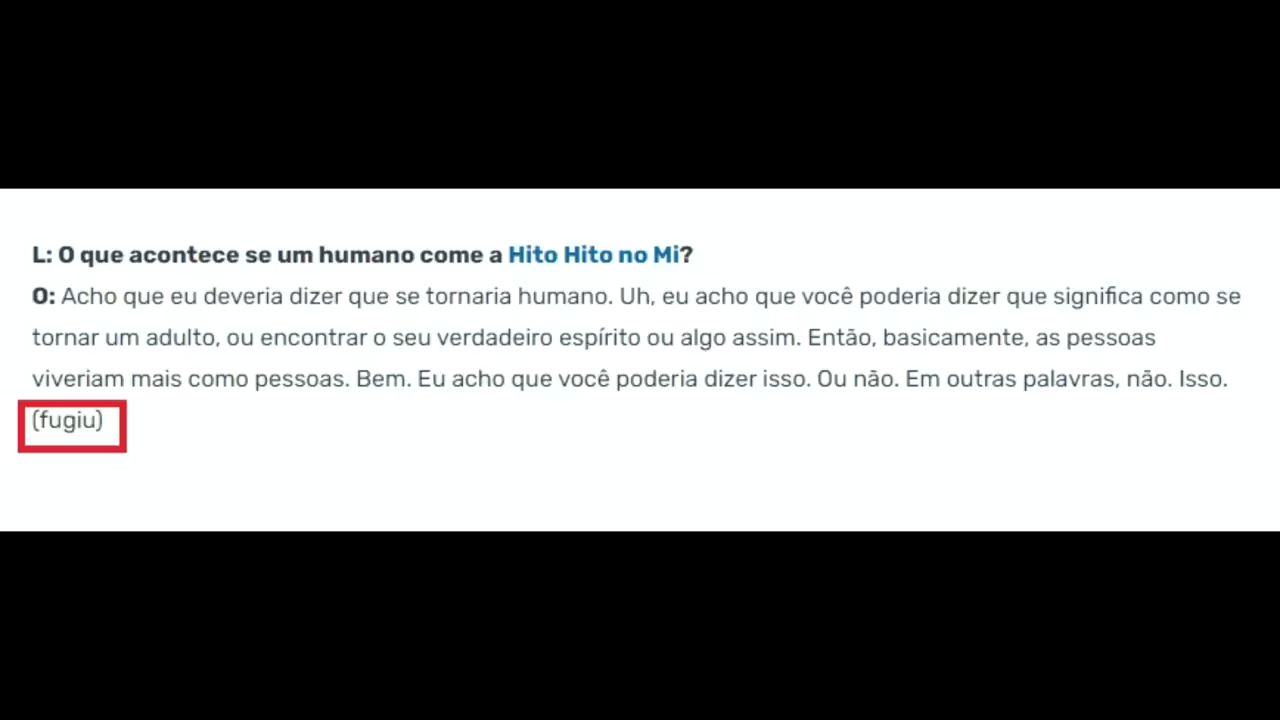 L: O que acontece se um humano come a Hito Hito no Mi?
O: Acho que eu deveria dizer que se tornaria humano. Uh, eu acho que você poderia dizer que significa como se
tornar um adulto, ou encontrar o seu verdadeiro espírito ou algo assim. Então, basicamente, as pessoas
viveriam mais como pessoas. Bem. Eu acho que você poderia dizer isso. Ou não. Em outras palavras, não. Isso.
(fugiu)